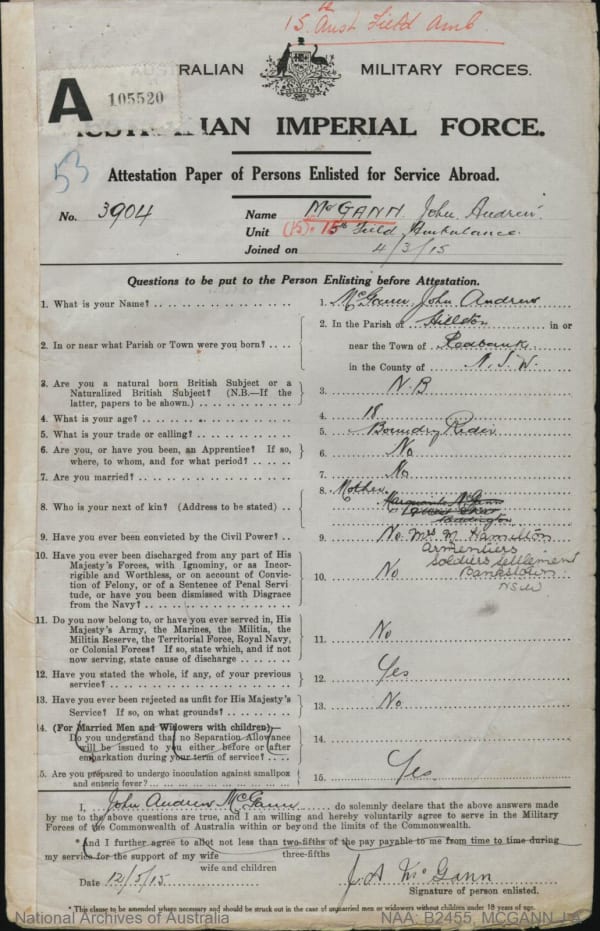 15th Aust Field Amb
AUSTRALIAN MILITARY FORCES.
A
105520
AUSTRALIAN IMPERIAL FORCE.
53
Attestation Paper of Persons Enlisted for Service Abroad.
No. 3904 Name McGANN John Andrew
Unit (15) 15th Field Ambulance
Joined on 4/3/15
Questions to be put to the Person Enlisting before Attestation.
1. What is your Name? 1. McGann John Andrew
2. In or near what Parish or Town were you born? 2. In the Parish of in or
near the Town of
in the County of N.S.W.
3. Are you a natural born British Subject or a
Naturalized British Subject? (N.B.—If the
latter, papers to be shown.) 3. N.B
4. What is your age? 4. 18
5. What is your trade or calling? 5. Boundry Rider
6. Are you, or have you been, an Apprentice? If so,
where, to whom, and for what period? 6. No
7. Are you married? 7. No
8. Who is your next of kin? (Address to be stated) 8. Mother
Paddington
9. Have you ever been convicted by the Civil Power? 9. No Mrs M. Hamilton
Armentiers
Soldiers Settlement
Bankstown
NSW
10. Have you ever been discharged from any part of His
Majesty's Forces, with Ignominy, or as Incor-
rigible and Worthless, or on account of Convic-
tion of Felony, or of a Sentence of Penal Servi-
tude, or have you been dismissed with Disgrace
from the Navy? 10. No
11. Do you now belong to, or have you ever served in, His
Majesty's Army, the Marines, the Militia, the
Militia Reserve, the Territorial Force, Royal Navy,
or Colonial Forces? If so, state which, and if not
now serving, state cause of discharge 11. No
12. Have you stated the whole, if any, of your previous
service? 12. Yes
13. Have you ever been rejected as unfit for His Majesty's
Service? If so, on what grounds? 13. No
14. (For Married Men and Widowers with children)
Do you understand that no Separation Allowance
will be issued to you either before or after
embarkation during your term of service? 14.
15. Are you prepared to undergo inoculation against smallpox
and enteric fever? 15. Yes
I, John Andrew McGann do solemnly declare that the above answers made
by me to the above questions are true, and I am willing and hereby voluntarily agree to serve in the Military
Forces of the Commonwealth of Australia within or beyond the limits of the Commonwealth.
*And I further agree to allot not less than two-fifths of the pay payable to me from time to time during
my service for the support of my wife three-fifths
wife and children
Date 12/5/15 J.A McGann
Signature of person enlisted.
*This clause to be amended where necessary and should be struck out in the case of unmarried men or widowers without children under 18 years of age.
National Archives of Australia NAA: B2455, MCGANN J A